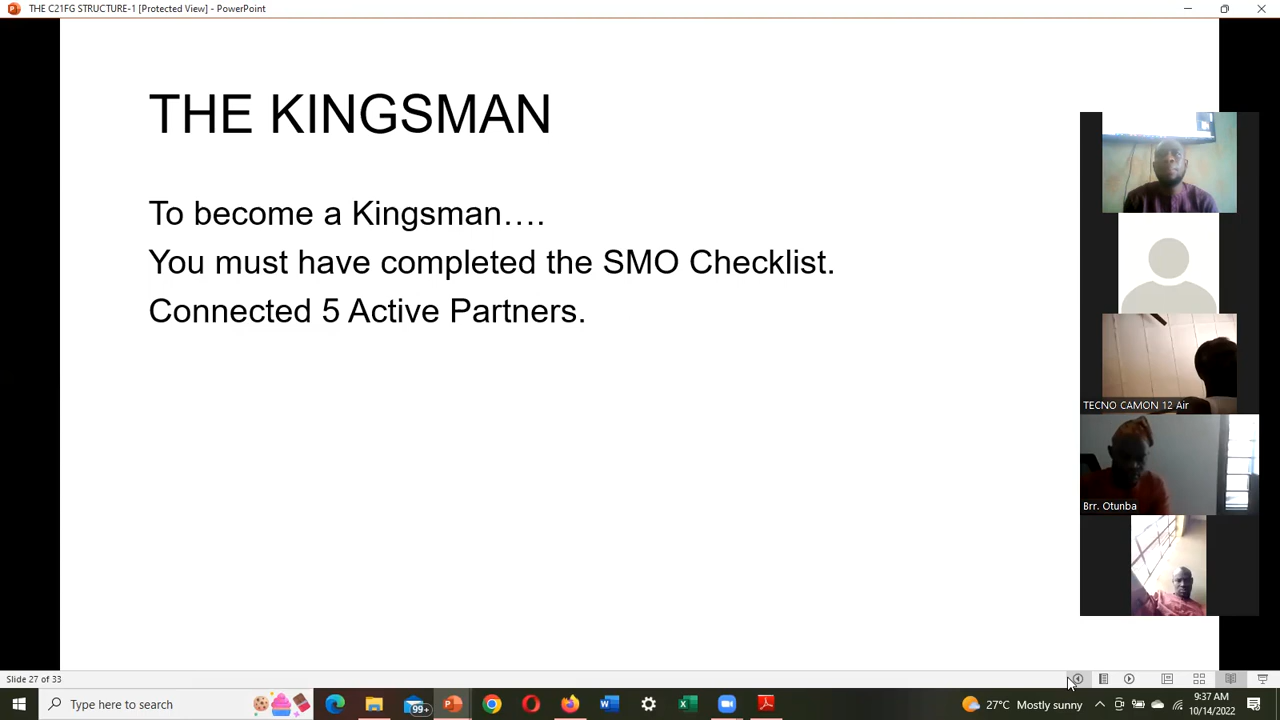 THE C21FG STRUCTURE-1 [Protected View] - PowerPoint
THE KINGSMAN
To become a Kingsman….
You must have completed the SMO Checklist.
Connected 5 Active Partners.
TECNO CAMON 12 Air
Brr. Otunba
Slide 27 of 33
Type here to search
99+
27°C Mostly sunny
9:37 AM
10/14/2022